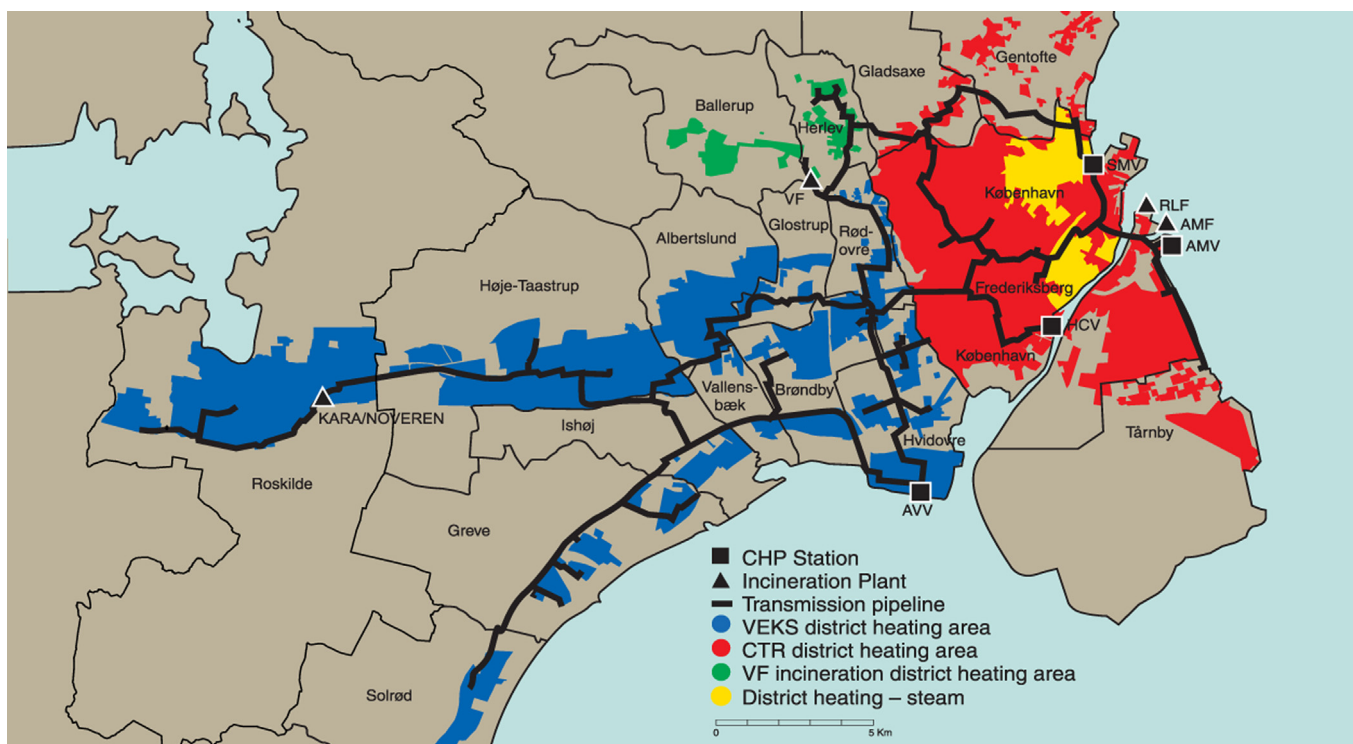 Gentofte
Gladsaxe
Ballerup
Herlev
SMV
København
VF
RLF
AMF
AMV
Glostrup
Albertslund
Rød-
ovre
Høje-Taastrup
Frederiksberg
HCV
København
Vallens-
bæk
Brøndby
KARA/NOVEREN
Ishøj
Hvidovre
Tårnby
Roskilde
AVV
Greve
Solrød
CHP Station
Incineration Plant
Transmission pipeline
VEKS district heating area
CTR district heating area
VF incineration district heating area
District heating – steam
0 5 Km